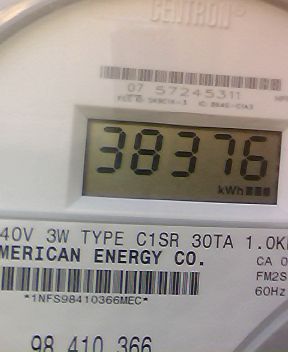 CENTRON®
07 57245311
38376
kWh
40V 3W TYPE C1SR 30TA 1.0K
MERICAN ENERGY CO.
CA 0
FM2S
60Hz
*1NFS98410366MEC*
98 410 366